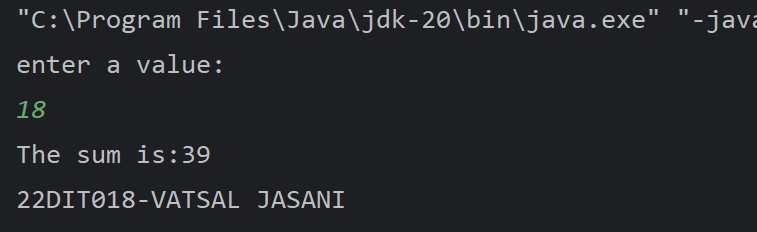 "C:\Program Files\Java\jdk-20\bin\java.exe" "-java
enter a value:
18
The sum is:39
22DIT018-VATSAL JASANI